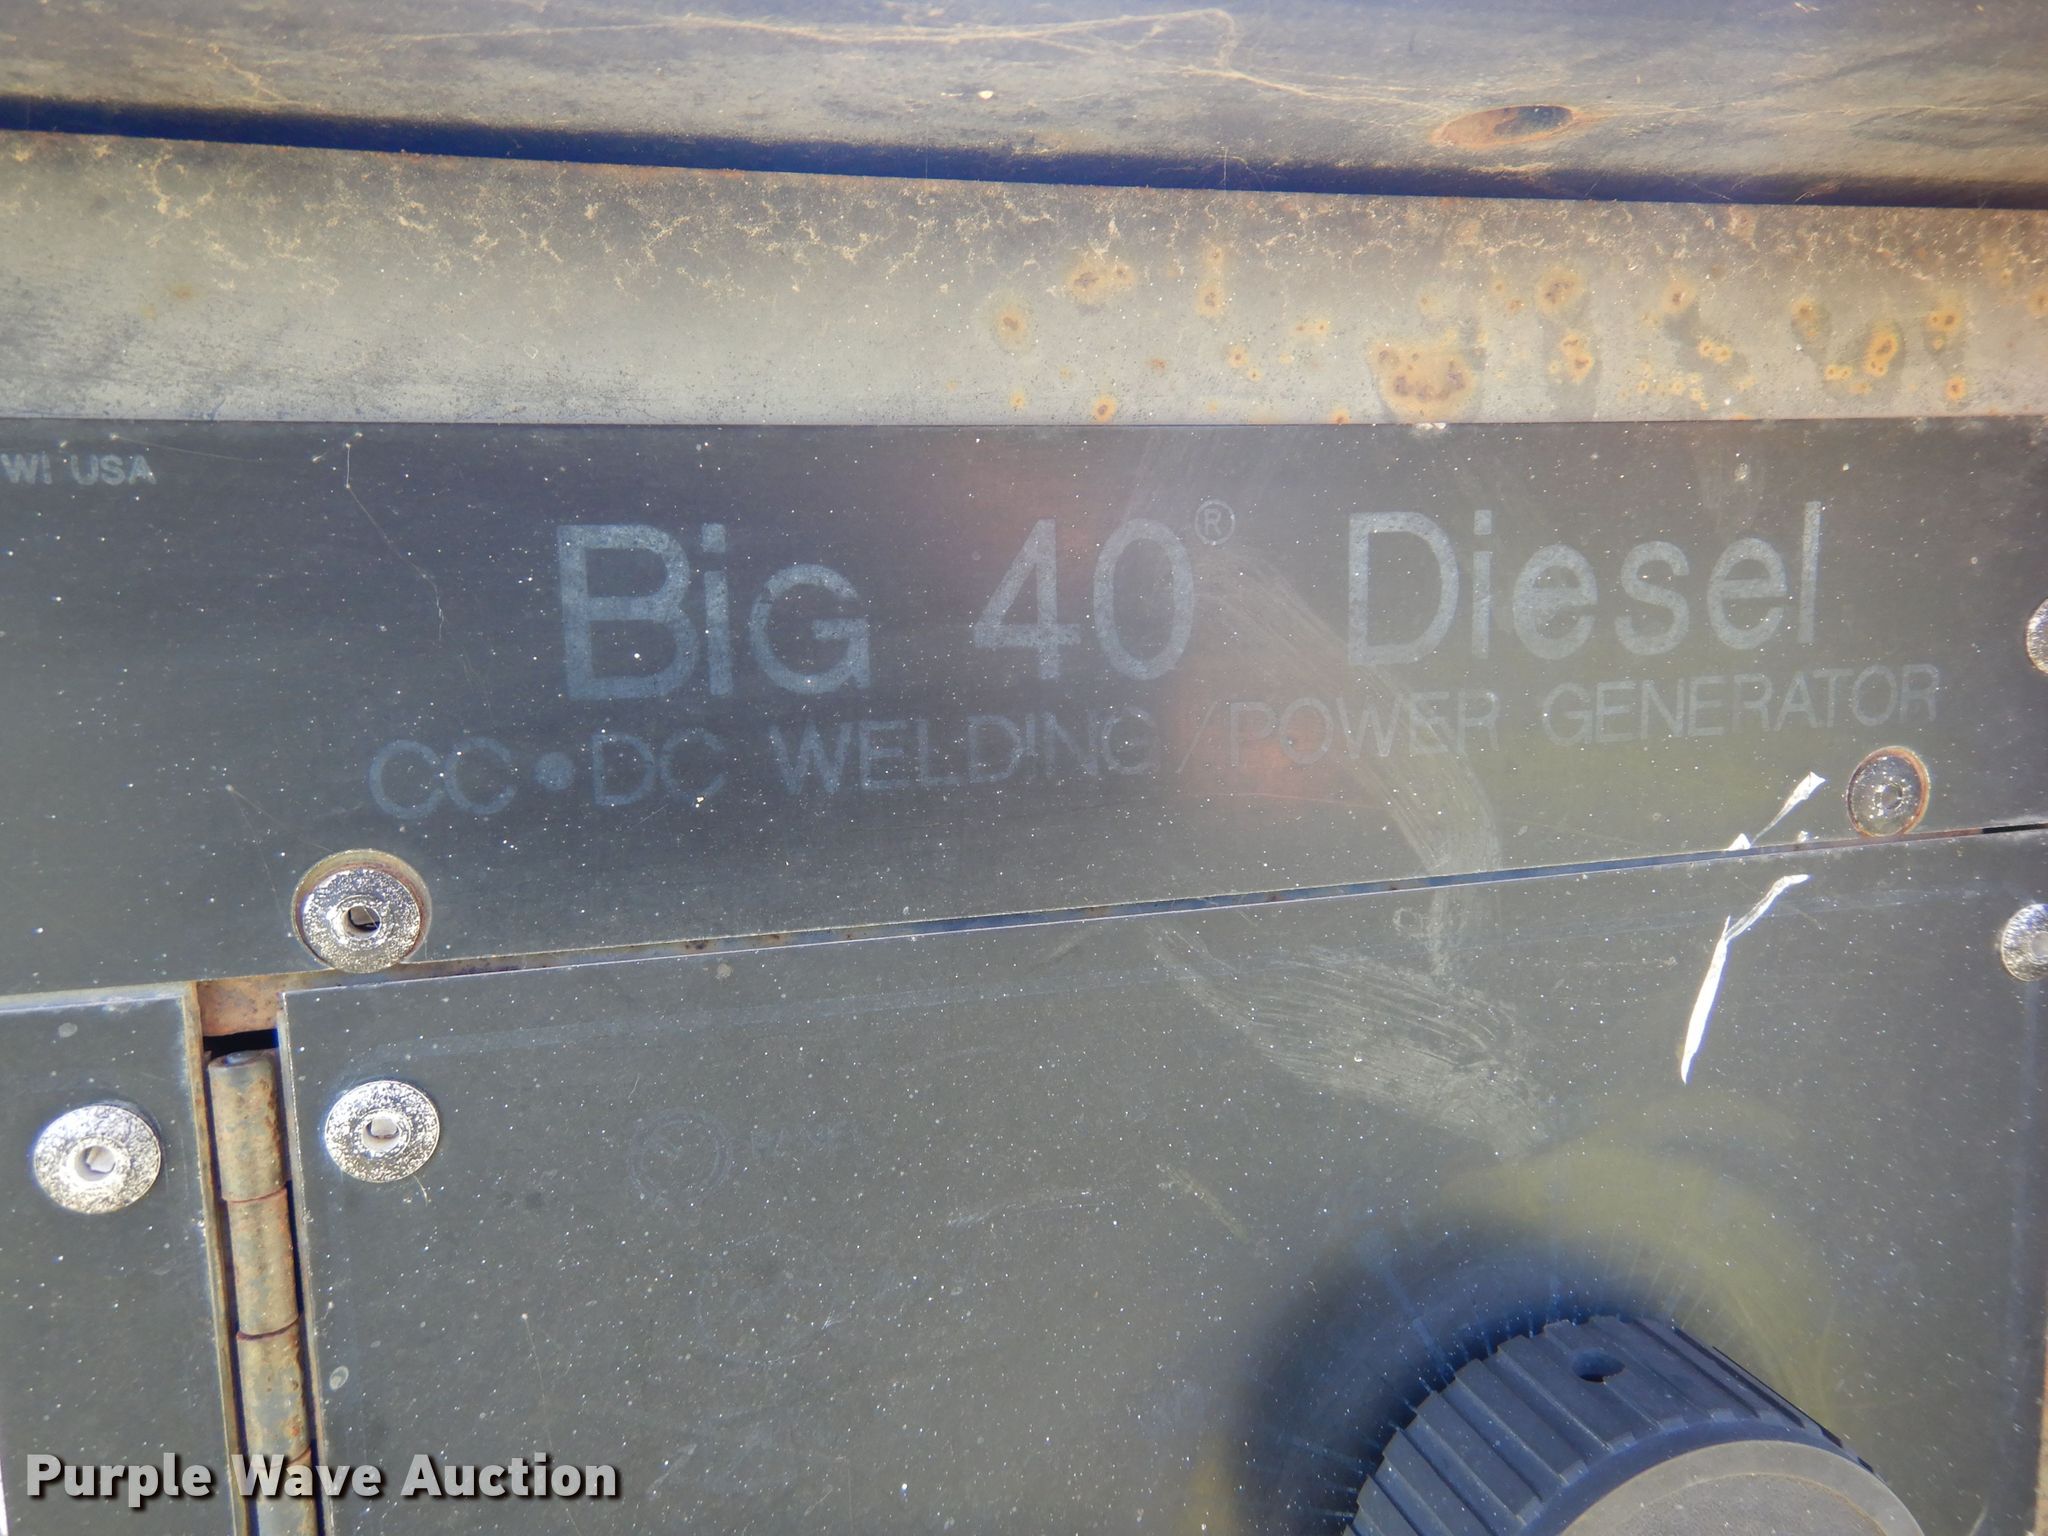 WI USA
Big 40® Diesel
CC•DC WELDING/POWER GENERATOR
Purple Wave Auction